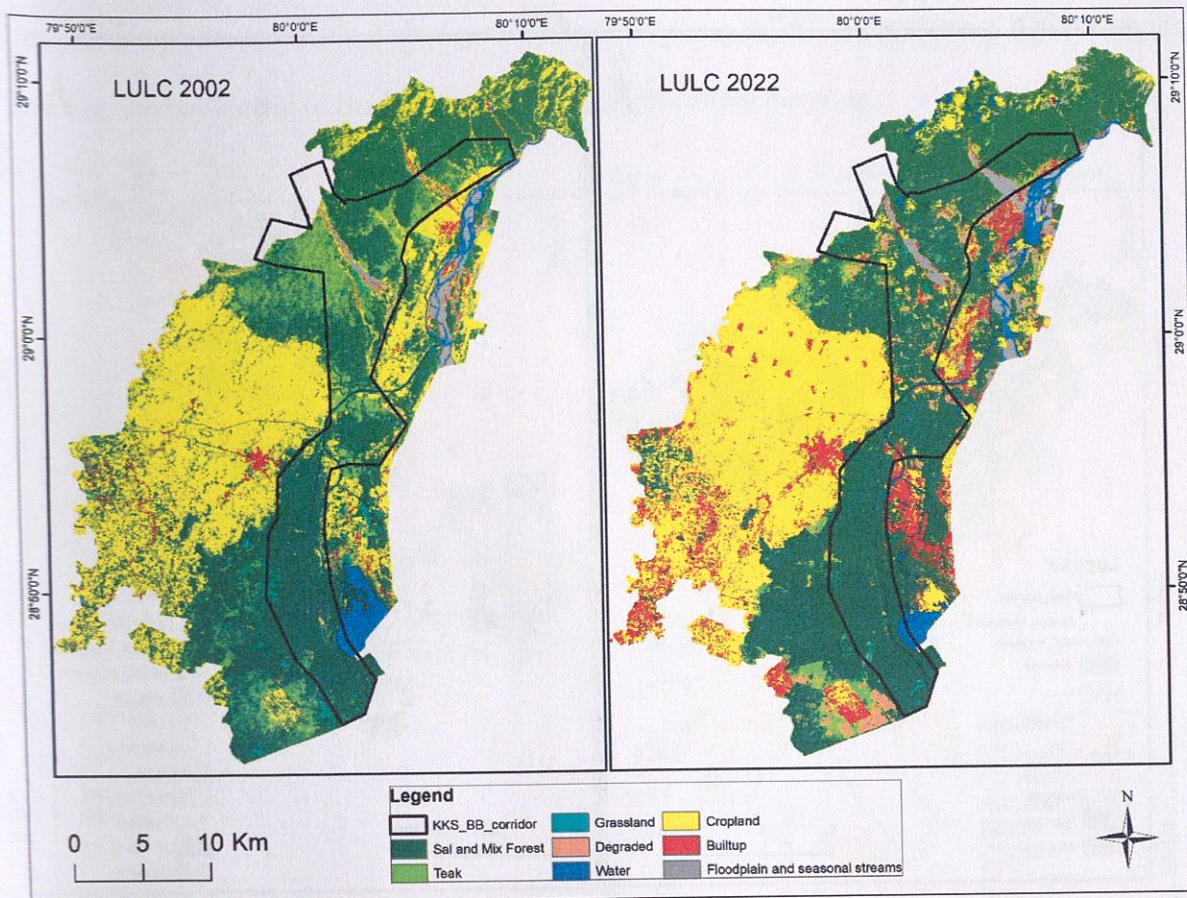 79°50'0"E
80°0'0"E
80°10'0"E
79°50'0"E
80°0'0"E
80°10'0"E
LULC 2002
LULC 2022
29°10'0"N
29°0'0"N
28°50'0"N
29°10'0"N
29°0'0"N
28°50'0"N
Legend
KKS_BB_corridor
Grassland
Cropland
Sal and Mix Forest
Degraded
Builtup
Teak
Water
Floodplain and seasonal streams
0 5 10 Km
N